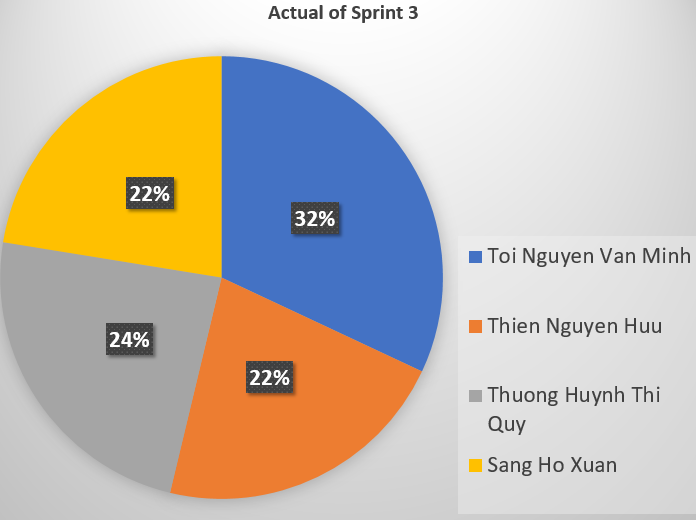 Actual of Sprint 3
22%
32%
24%
22%
Toi Nguyen Van Minh
Thien Nguyen Huu
Thuong Huynh Thi
Quy
Sang Ho Xuan